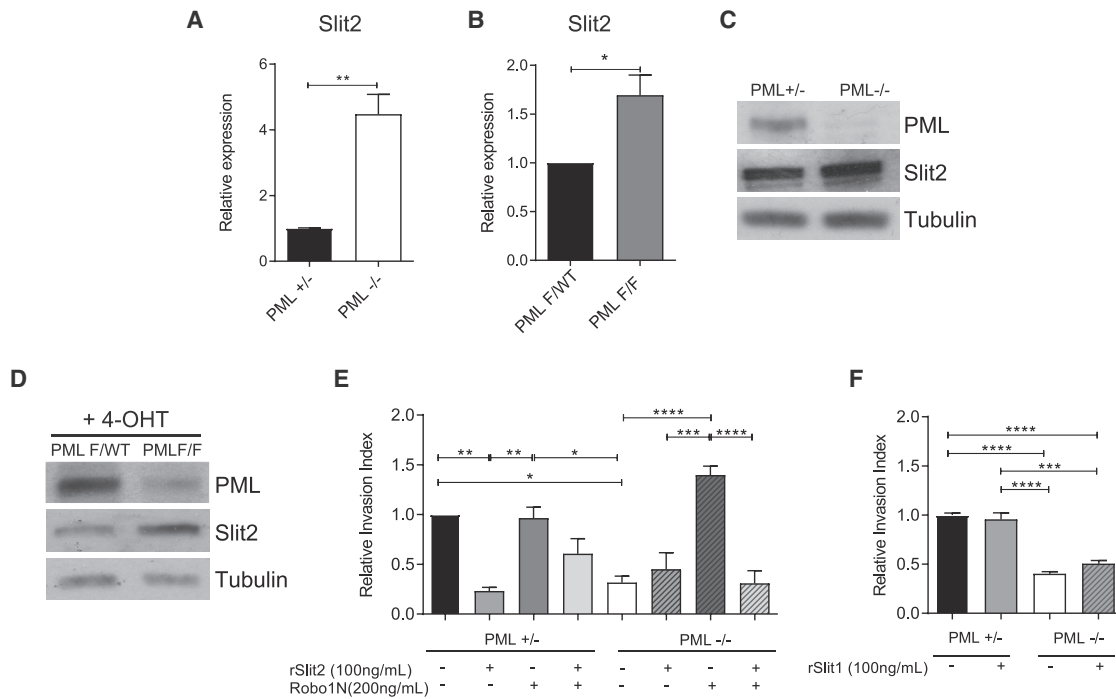 A
Slit2
Relative expression
6
4
2
0
**
PML +/-
PML -/-
B
Slit2
Relative expression
2.0
1.5
1.0
0.5
0.0
*
PML F/WT
PML F/F
C
PML+/- PML-/-
PML
Slit2
Tubulin
D
+ 4-OHT
PML F/WT PMLF/F
PML
Slit2
Tubulin
E
Relative Invasion Index
2.0
1.5
1.0
0.5
0.0
****
*** ****
** ** *
*
PML +/- PML -/-
rSlit2 (100ng/mL) - + - + - + - +
Robo1N(200ng/mL) - - + + - - + +
F
Relative Invasion Index
2.0
1.5
1.0
0.5
0.0
****
****
***
****
PML +/- PML -/-
rSlit1 (100ng/mL) - + - +